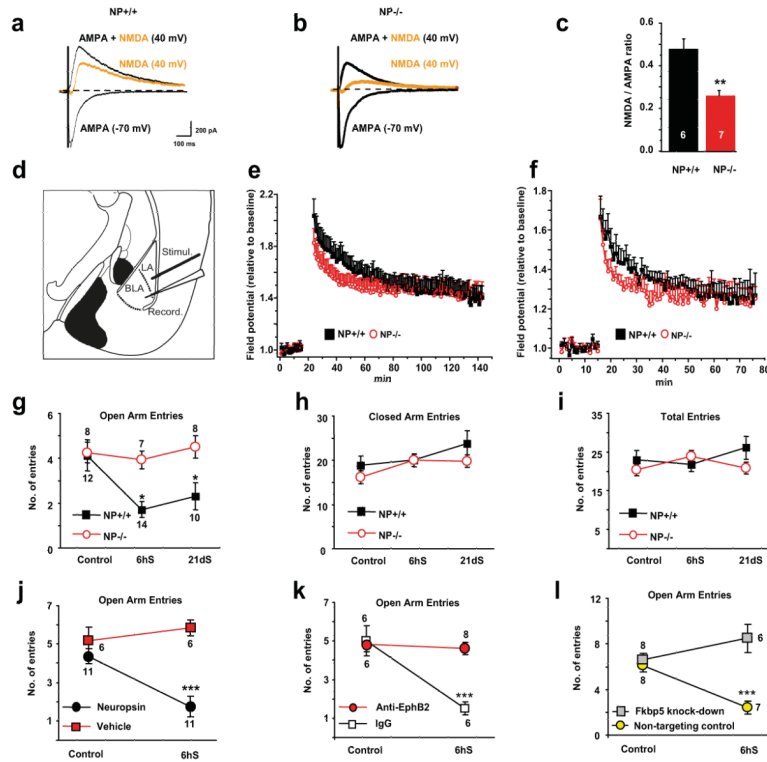 a
NP+/+
AMPA + NMDA (40 mV)
NMDA (40 mV)
AMPA (-70 mV)
200 pA
100 ms
b
NP-/-
AMPA + NMDA (40 mV)
NMDA (40 mV)
AMPA (-70 mV)
c
NMDA / AMPA ratio
0.6
0.4
0.2
0.0
**
6
7
NP+/+ NP-/-
d
Stimul.
LA
BLA
Record.
e
Field potential (relative to baseline)
2.2
1.8
1.4
1.0
NP+/+ NP-/-
0 20 40 60 80 100 120 140
min
f
Field potential (relative to baseline)
1.8
1.6
1.4
1.2
1.0
NP+/+ NP-/-
0 10 20 30 40 50 60 70 80
min
g
Open Arm Entries
No. of entries
6
4
2
0
8
7
8
12
*
14
*
10
NP+/+
NP-/-
Control 6hS 21dS
h
Closed Arm Entries
No. of entries
30
20
10
0
NP+/+
NP-/-
Control 6hS 21dS
i
Total Entries
No. of entries
35
25
15
5
NP+/+
NP-/-
Control 6hS 21dS
j
Open Arm Entries
No. of entries
7
5
3
1
6
6
11
***
11
Neuropsin
Vehicle
Control 6hS
k
Open Arm Entries
No. of entries
7
5
3
1
6
6
8
***
6
Anti-EphB2
IgG
Control 6hS
l
Open Arm Entries
No. of entries
12
8
4
0
8
8
6
***
7
Fkbp5 knock-down
Non-targeting control
Control 6hS